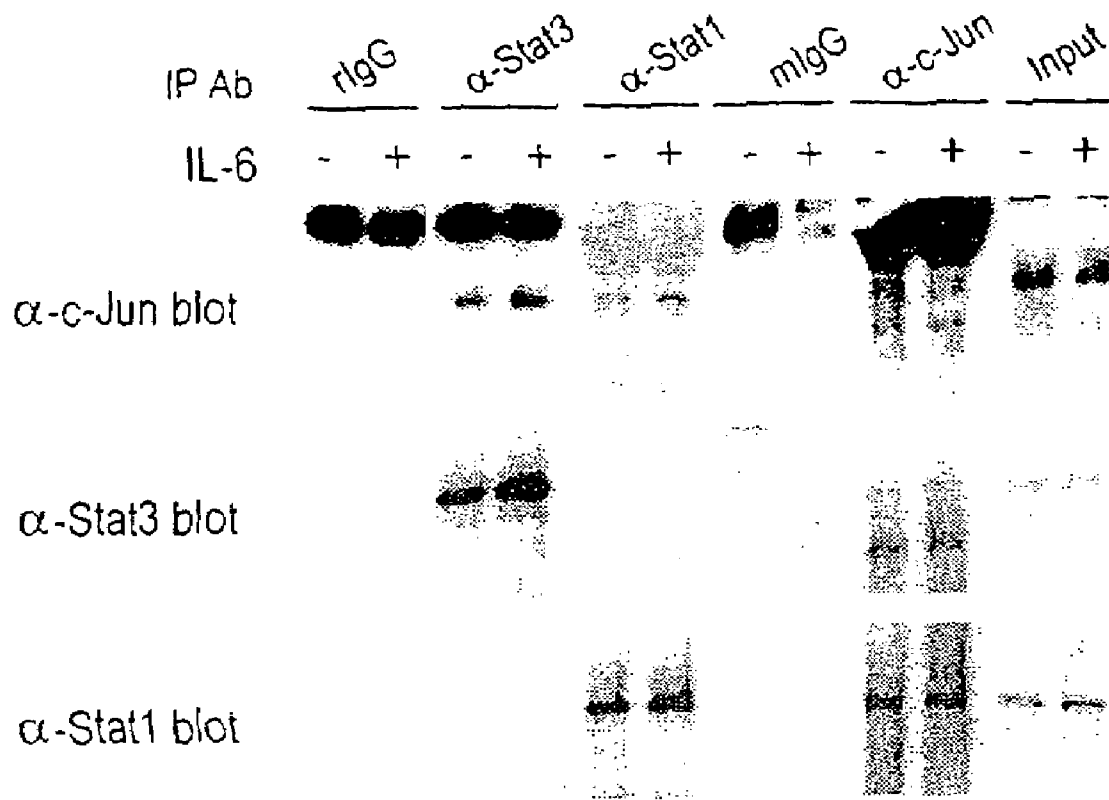 IP Ab rIgG α-Stat3 α-Stat1 mIgG α-c-Jun Input
IL-6 - + - + - + - + - + - +
α-c-Jun blot
α-Stat3 blot
α-Stat1 blot